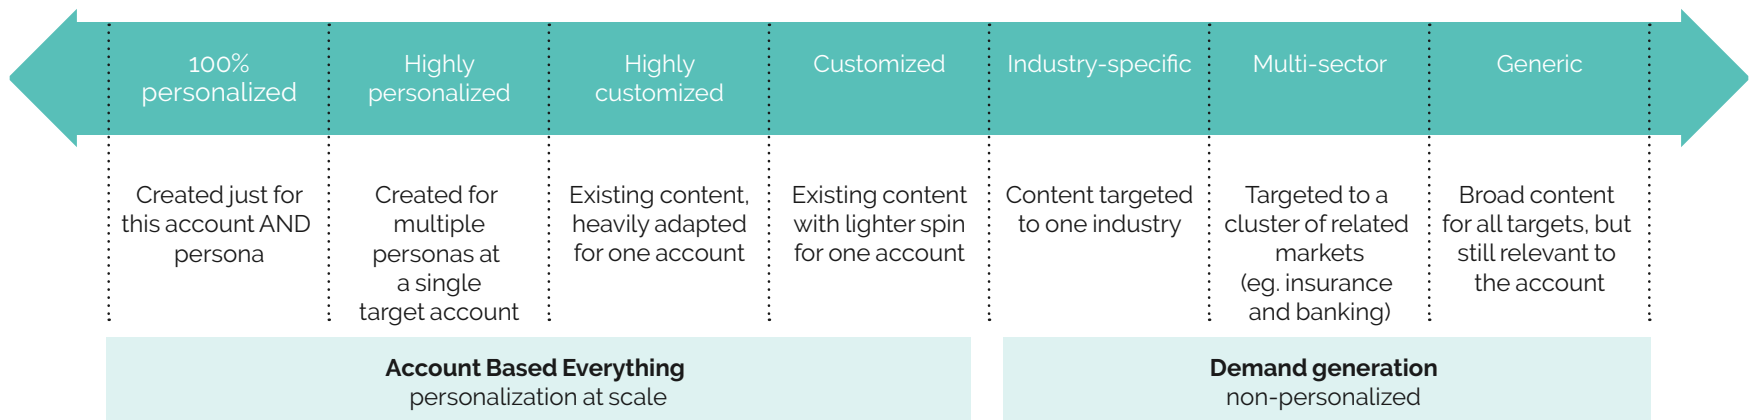 100%
personalized
Highly
personalized
Highly
customized
Customized
Industry-specific
Multi-sector
Generic
Created just for
this account AND
persona
Created for
multiple
personas at
a single
target account
Existing content,
heavily adapted
for one account
Existing content
with lighter spin
for one account
Content targeted
to one industry
Targeted to a
cluster of related
markets
(eg. insurance
and banking)
Broad content
for all targets, but
still relevant to
the account
Account Based Everything
personalization at scale
Demand generation
non-personalized